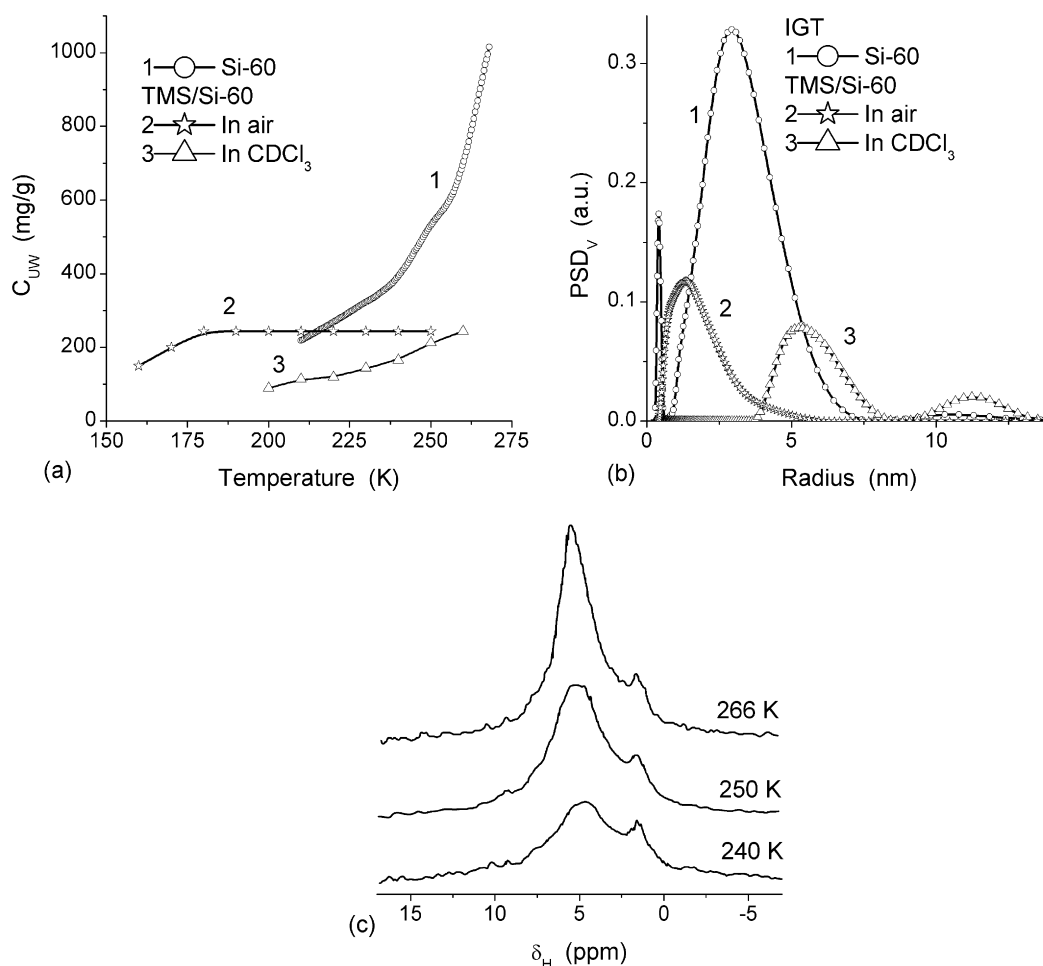 1000
800
600
400
200
0
C_UW (mg/g)
1 Si-60
TMS/Si-60
2 In air
3 In CDCl₃
1
2
3
150 175 200 225 250 275
(a) Temperature (K)
0.3
0.2
0.1
0.0
PSD_V (a.u.)
IGT
1 Si-60
TMS/Si-60
2 In air
3 In CDCl₃
1
2
3
0 5 10
(b) Radius (nm)
266 K
250 K
240 K
15 10 5 0 -5
(c) δ_H (ppm)